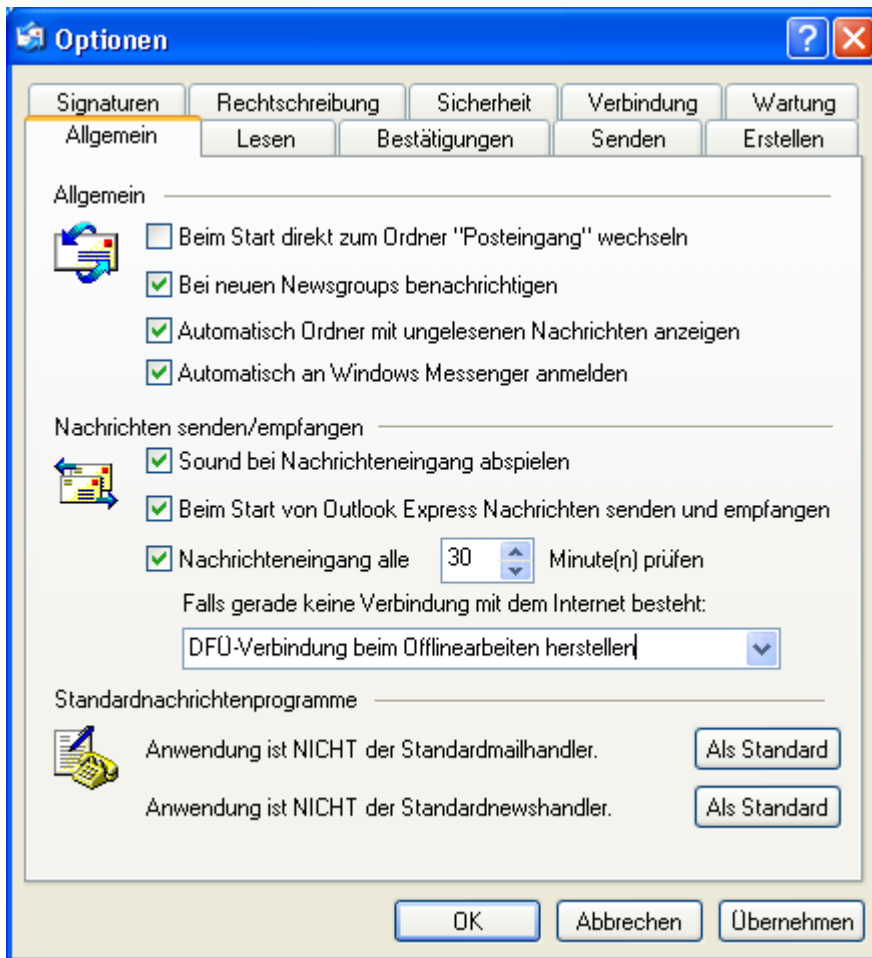 Optionen
Signaturen Rechtschreibung Sicherheit Verbindung Wartung
Allgemein Lesen Bestätigungen Senden Erstellen
Allgemein
Beim Start direkt zum Ordner "Posteingang" wechseln
Bei neuen Newsgroups benachrichtigen
Automatisch Ordner mit ungelesenen Nachrichten anzeigen
Automatisch an Windows Messenger anmelden
Nachrichten senden/empfangen
Sound bei Nachrichteneingang abspielen
Beim Start von Outlook Express Nachrichten senden und empfangen
Nachrichteneingang alle 30 Minute(n) prüfen
Falls gerade keine Verbindung mit dem Internet besteht:
DFÜ-Verbindung beim Offlinearbeiten herstellen
Standardnachrichtenprogramme
Anwendung ist NICHT der Standardmailhandler. Als Standard
Anwendung ist NICHT der Standardnewshandler. Als Standard
OK Abbrechen Übernehmen